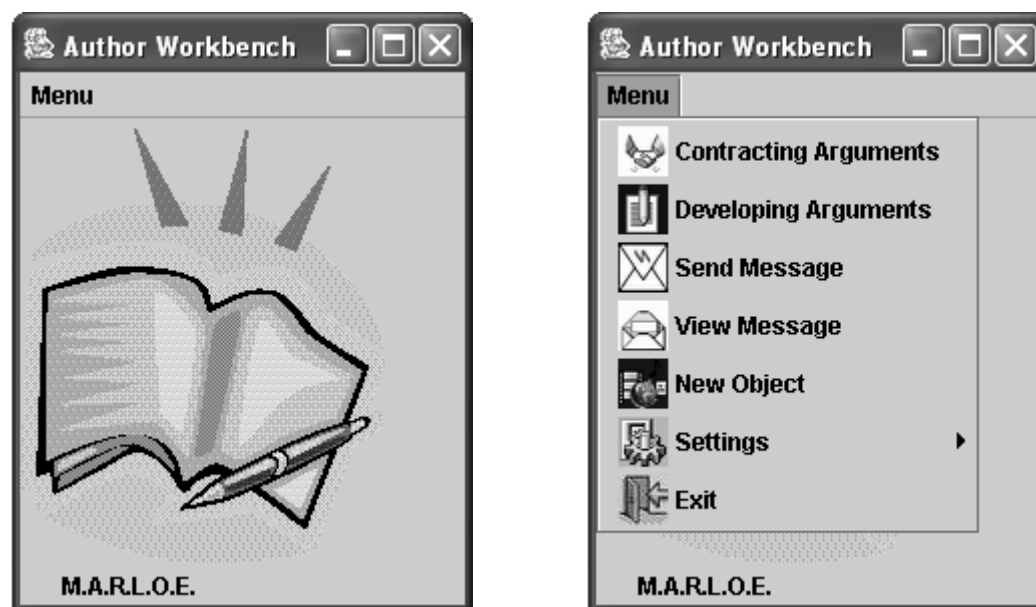 Author Workbench
Menu
M.A.R.L.O.E.
Author Workbench
Menu
Contracting Arguments
Developing Arguments
Send Message
View Message
New Object
Settings
Exit
M.A.R.L.O.E.